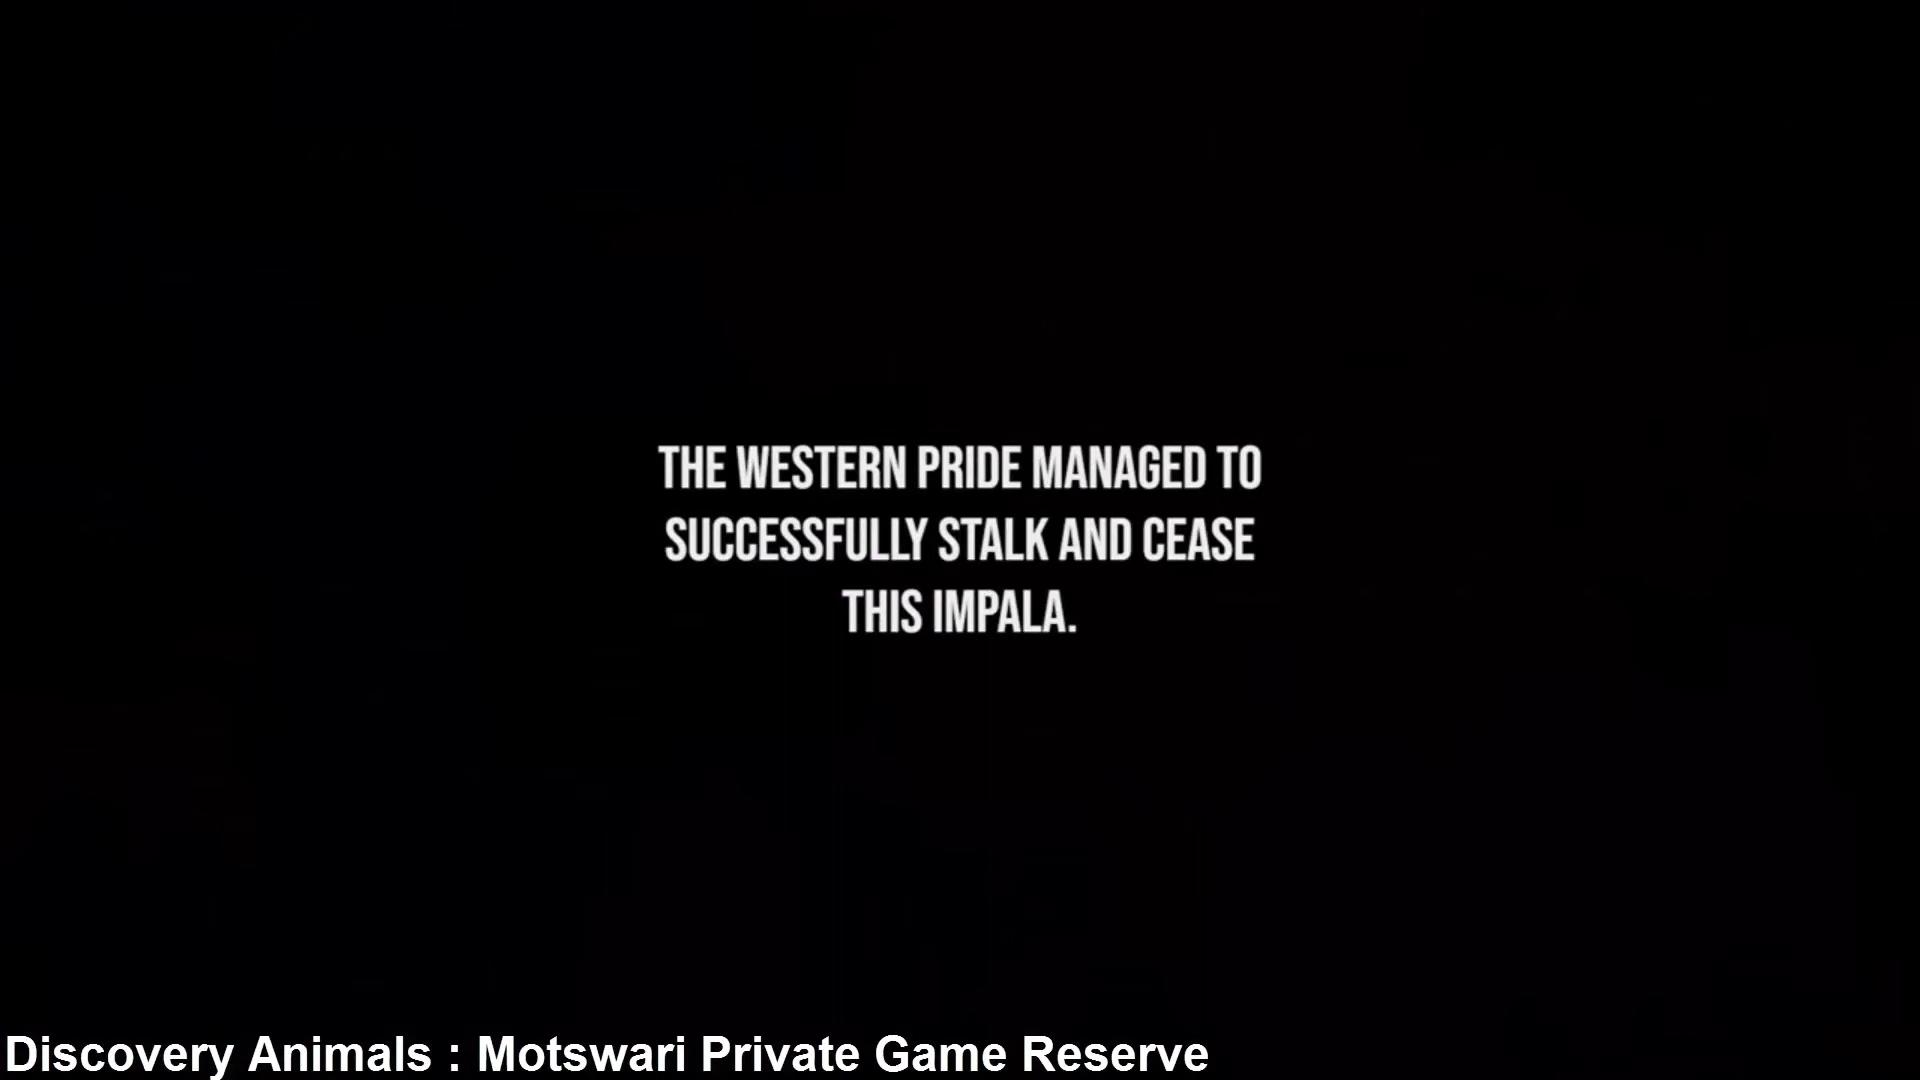 THE WESTERN PRIDE MANAGED TO
SUCCESSFULLY STALK AND CEASE
THIS IMPALA.
Discovery Animals : Motswari Private Game Reserve